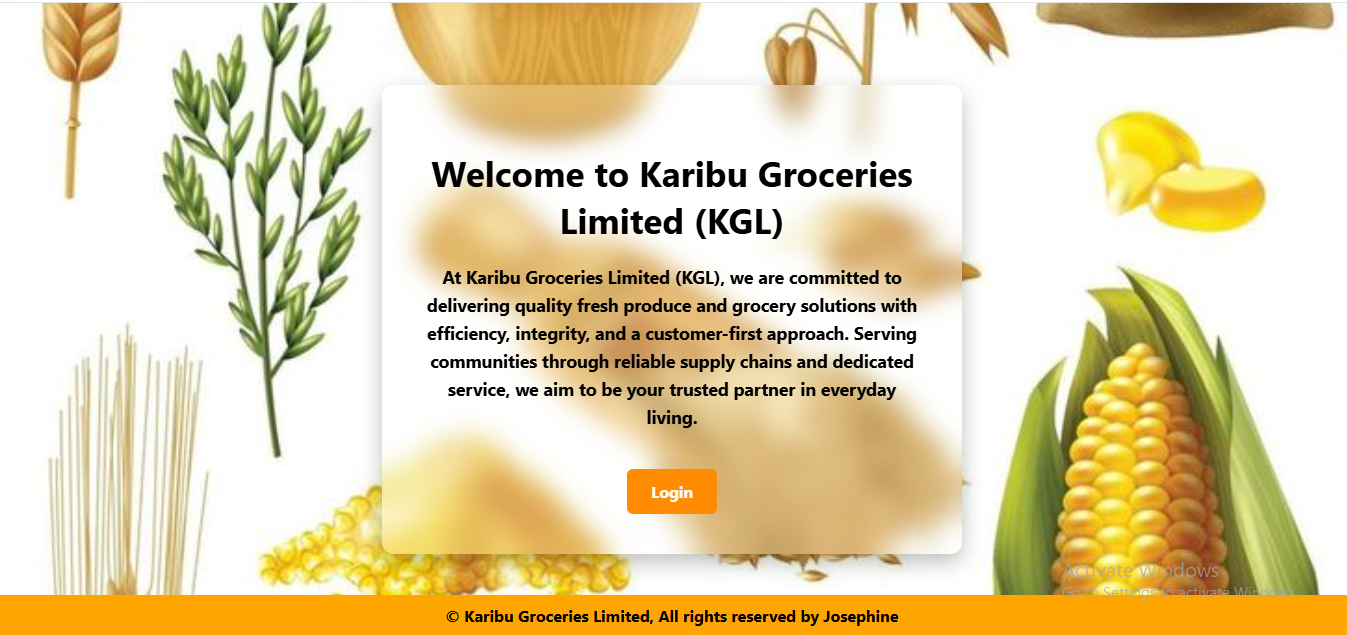 Welcome to Karibu Groceries
Limited (KGL)
At Karibu Groceries Limited (KGL), we are committed to
delivering quality fresh produce and grocery solutions with
efficiency, integrity, and a customer-first approach. Serving
communities through reliable supply chains and dedicated
service, we aim to be your trusted partner in everyday
living.
Login
Activate Windows
Go to Settings to activate Windows.
© Karibu Groceries Limited, All rights reserved by Josephine